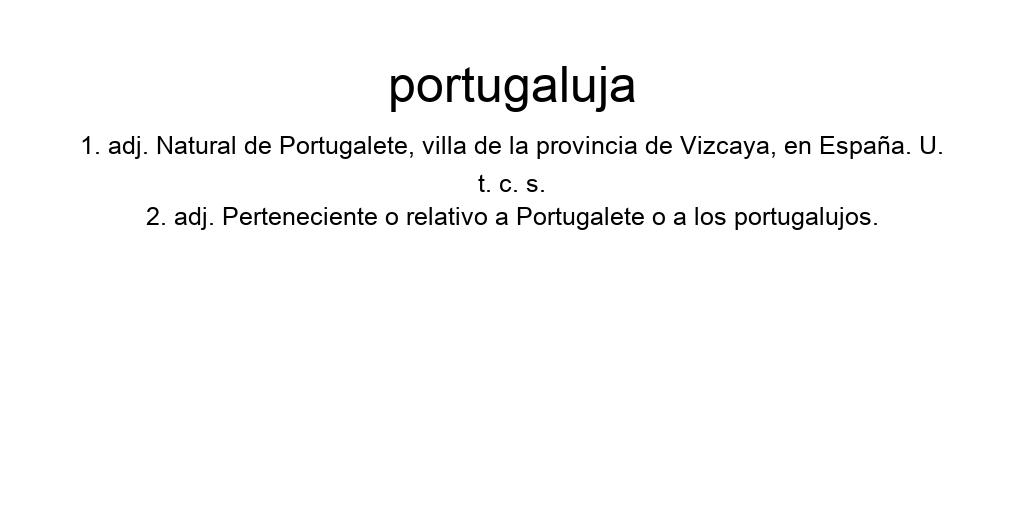 portugaluja
1. adj. Natural de Portugalete, villa de la provincia de Vizcaya, en España. U.
t. c. s.
2. adj. Perteneciente o relativo a Portugalete o a los portugalujos.